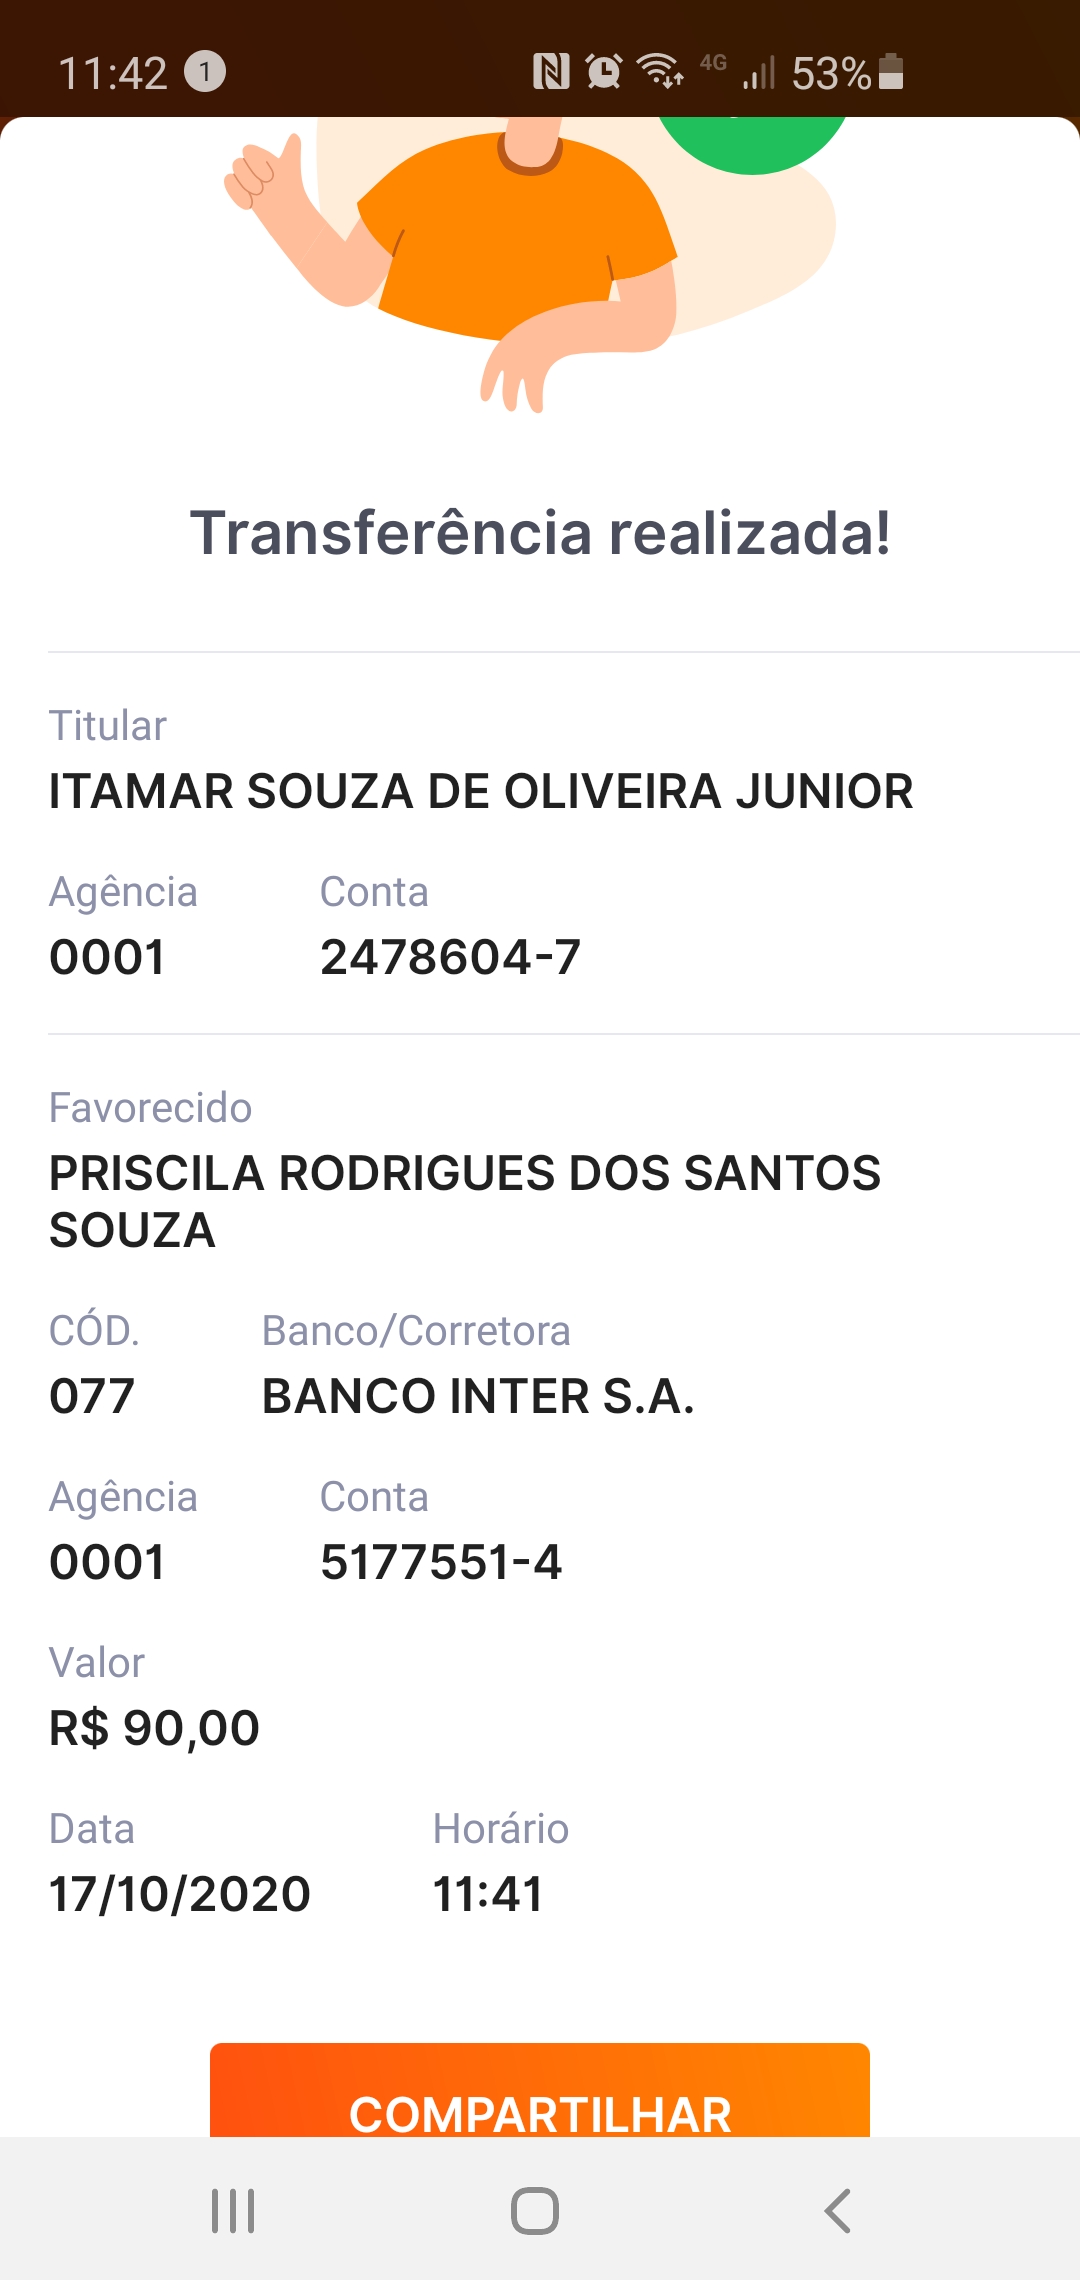 11:42 1 4G 53%
Transferência realizada!
Titular
ITAMAR SOUZA DE OLIVEIRA JUNIOR
Agência Conta
0001 2478604-7
Favorecido
PRISCILA RODRIGUES DOS SANTOS
SOUZA
CÓD. Banco/Corretora
077 BANCO INTER S.A.
Agência Conta
0001 5177551-4
Valor
R$ 90,00
Data Horário
17/10/2020 11:41
COMPARTILHAR